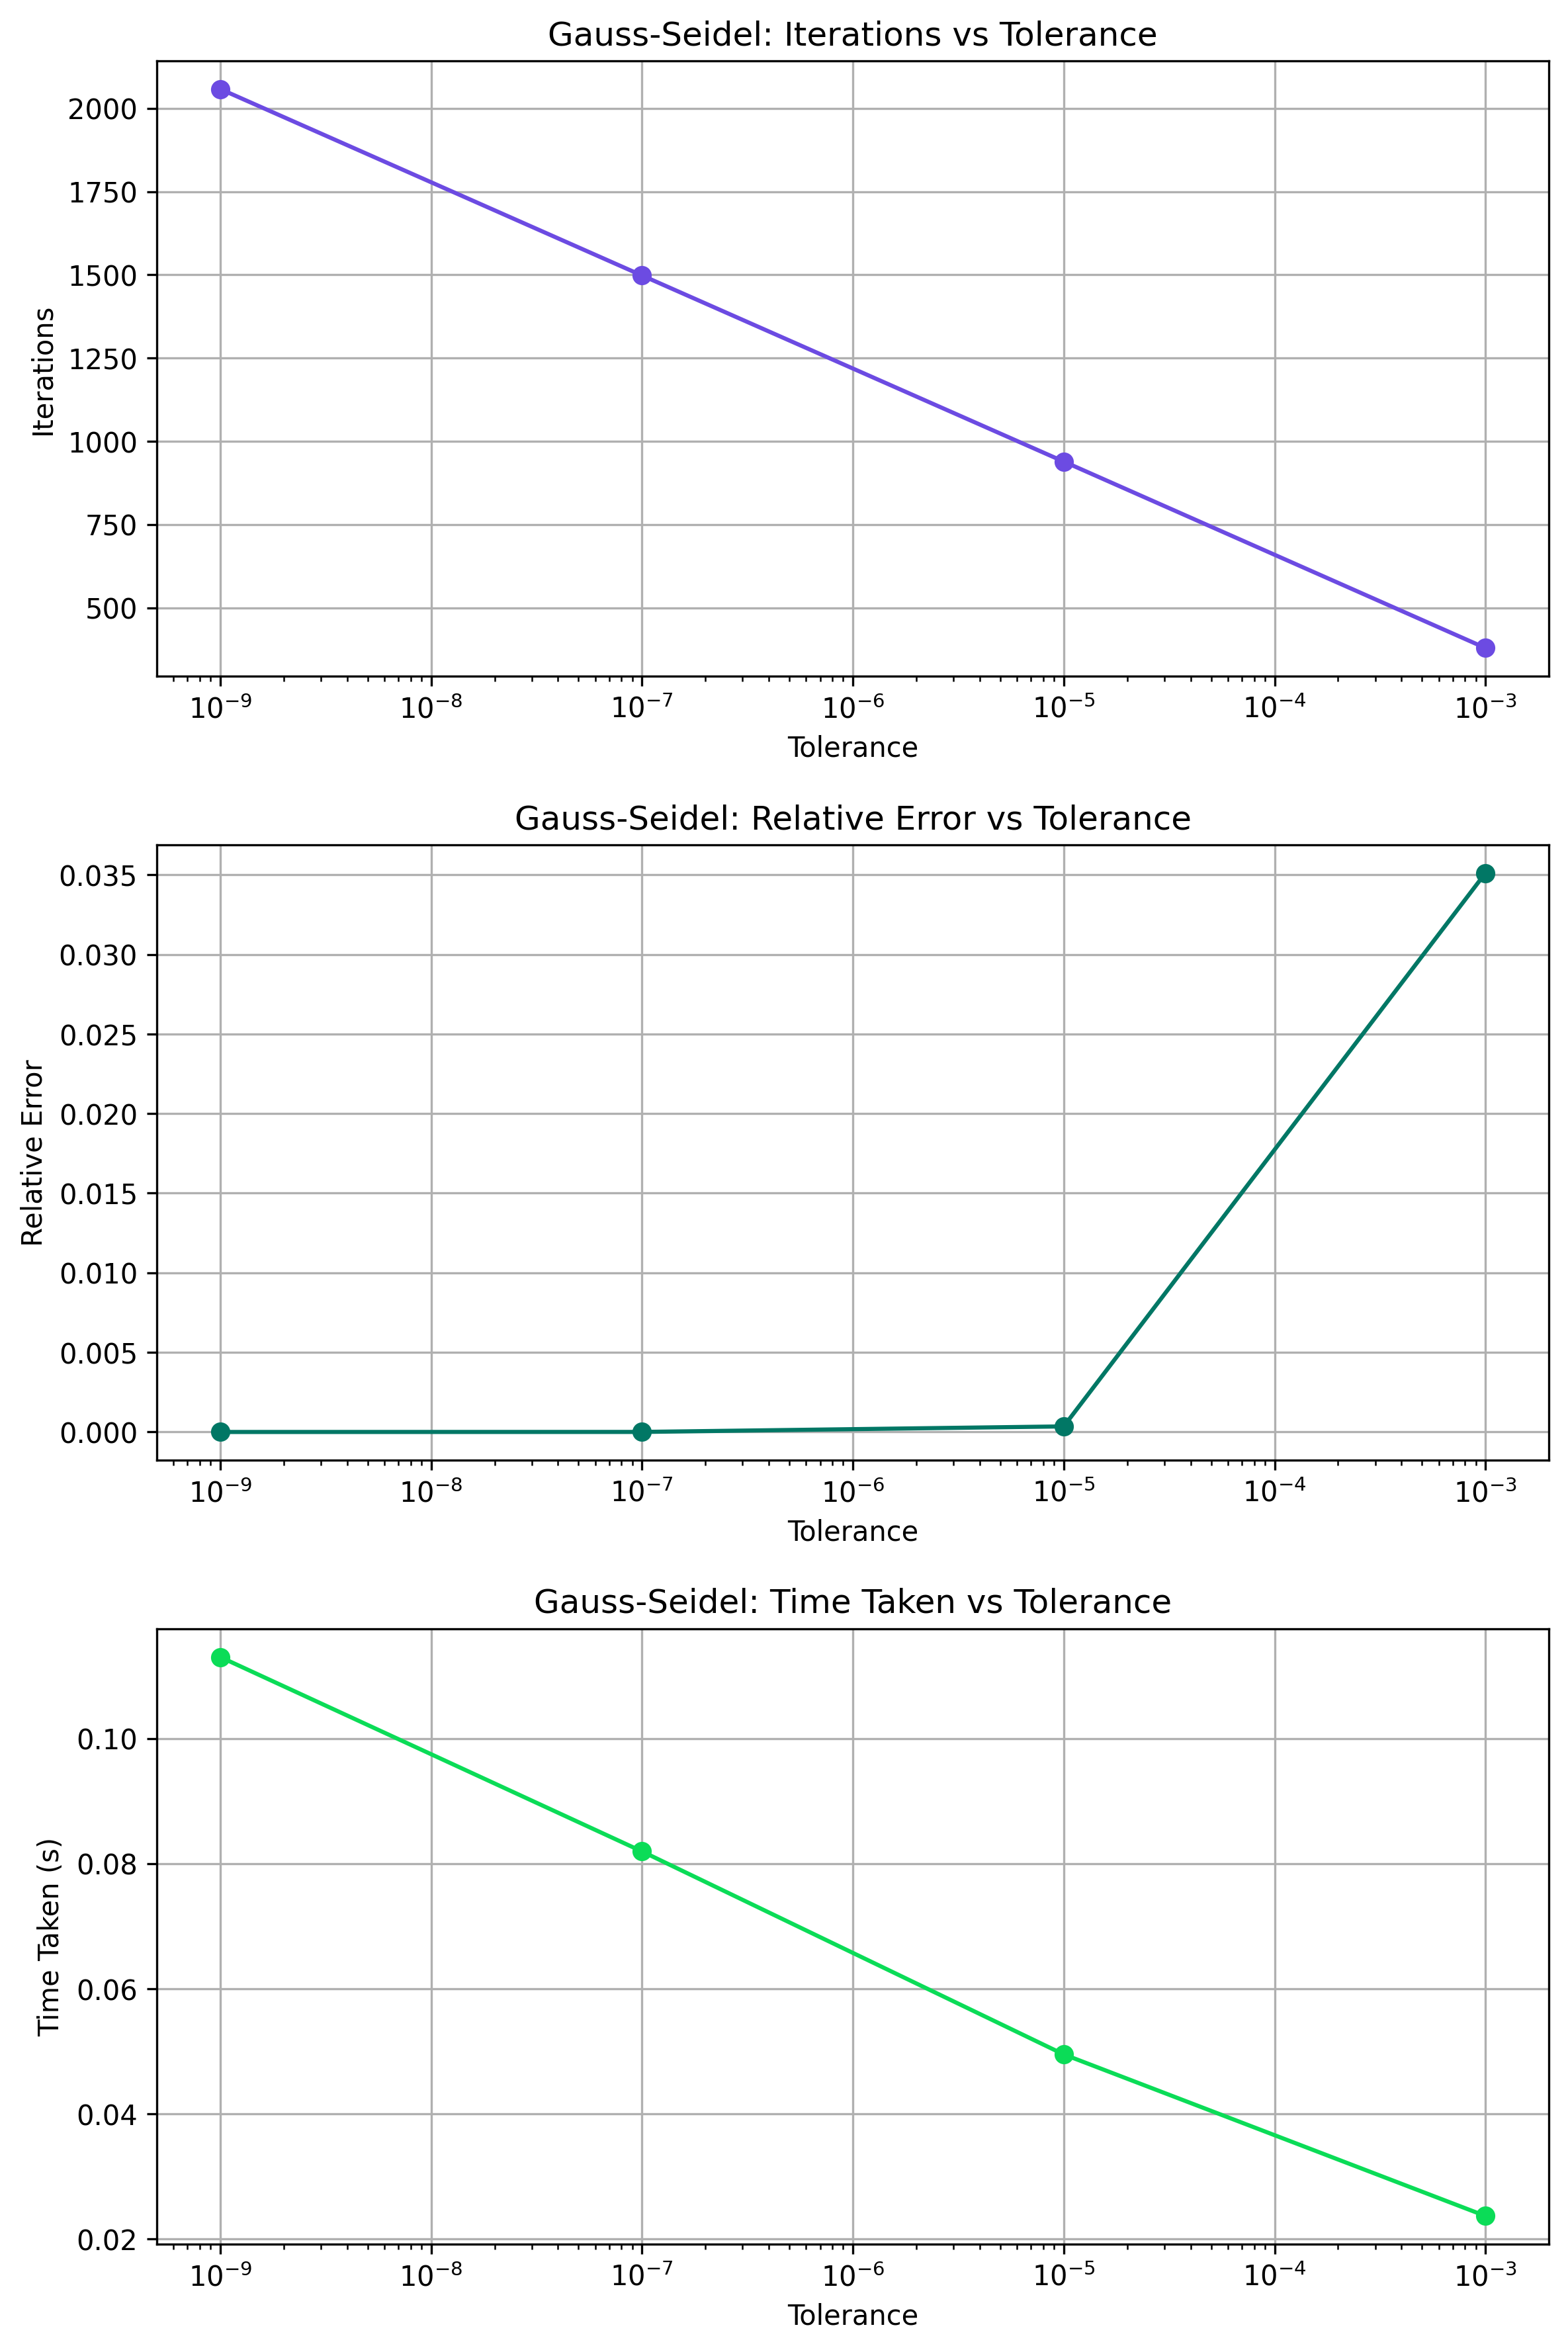 Gauss-Seidel: Iterations vs Tolerance
2000
1750
1500
1250
1000
750
500
Iterations
10⁻⁹ 10⁻⁸ 10⁻⁷ 10⁻⁶ 10⁻⁵ 10⁻⁴ 10⁻³
Tolerance
Gauss-Seidel: Relative Error vs Tolerance
0.035
0.030
0.025
0.020
0.015
0.010
0.005
0.000
Relative Error
10⁻⁹ 10⁻⁸ 10⁻⁷ 10⁻⁶ 10⁻⁵ 10⁻⁴ 10⁻³
Tolerance
Gauss-Seidel: Time Taken vs Tolerance
0.10
0.08
0.06
0.04
0.02
Time Taken (s)
10⁻⁹ 10⁻⁸ 10⁻⁷ 10⁻⁶ 10⁻⁵ 10⁻⁴ 10⁻³
Tolerance